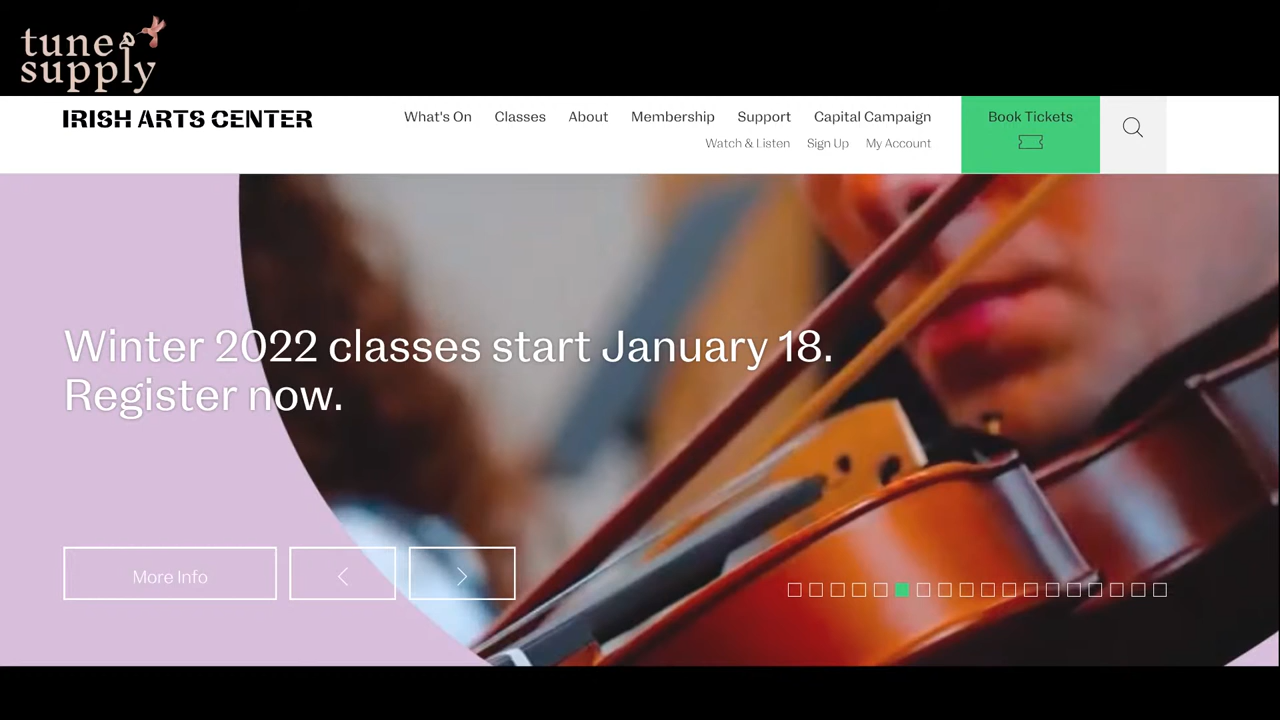 tune
supply
IRISH ARTS CENTER
What's On Classes About Membership Support Capital Campaign
Book Tickets
Watch & Listen Sign Up My Account
Winter 2022 classes start January 18.
Register now.
More Info